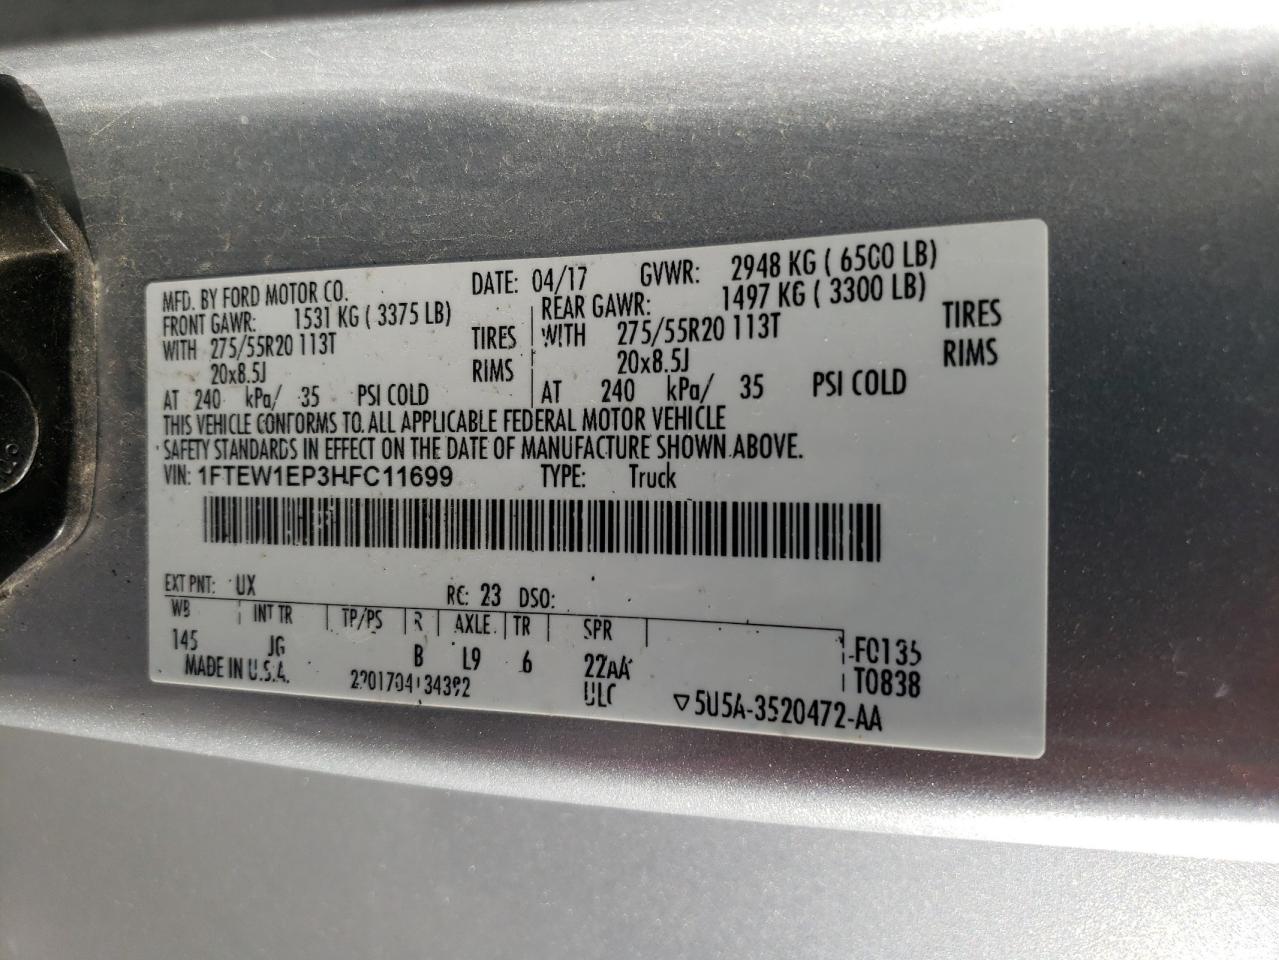 MFD. BY FORD MOTOR CO. DATE: 04/17 GVWR: 2948 KG ( 6500 LB)
FRONT GAWR: 1531 KG ( 3375 LB) REAR GAWR: 1497 KG ( 3300 LB)
WITH 275/55R20 113T TIRES WITH 275/55R20 113T TIRES
20x8.5J RIMS 20x8.5J RIMS
AT 240 kPa/ 35 PSI COLD AT 240 kPa/ 35 PSI COLD
THIS VEHICLE CONFORMS TO ALL APPLICABLE FEDERAL MOTOR VEHICLE
SAFETY STANDARDS IN EFFECT ON THE DATE OF MANUFACTURE SHOWN ABOVE.
VIN: 1FTEW1EP3HFC11699 TYPE: Truck
EXT PNT: UX RC: 23 DSO:
WB INT TR TP/PS R AXLE TR SPR
145 JG B L9 6 22AA F0135
MADE IN U.S.A. ULC T0838
▽5U5A-3520472-AA